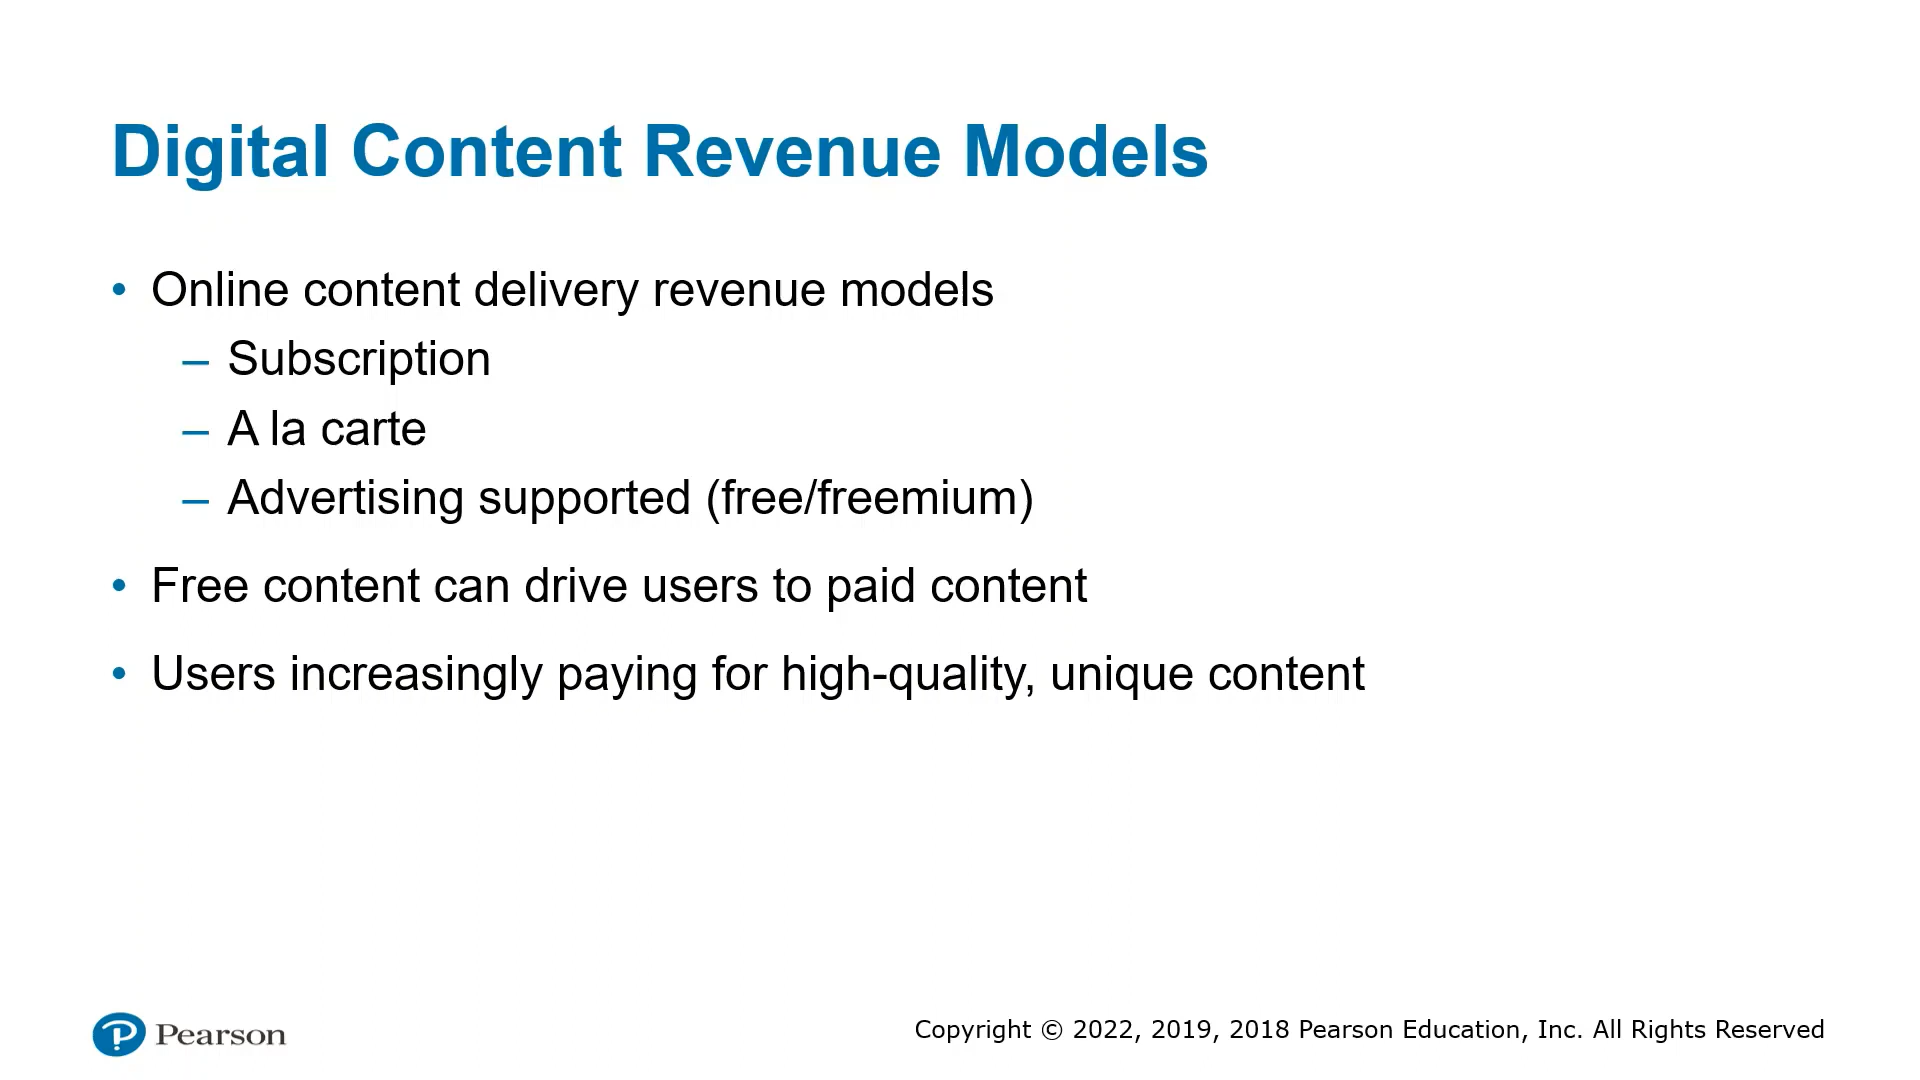 Digital Content Revenue Models
• Online content delivery revenue models
– Subscription
– A la carte
– Advertising supported (free/freemium)
• Free content can drive users to paid content
• Users increasingly paying for high-quality, unique content
Pearson
Copyright © 2022, 2019, 2018 Pearson Education, Inc. All Rights Reserved